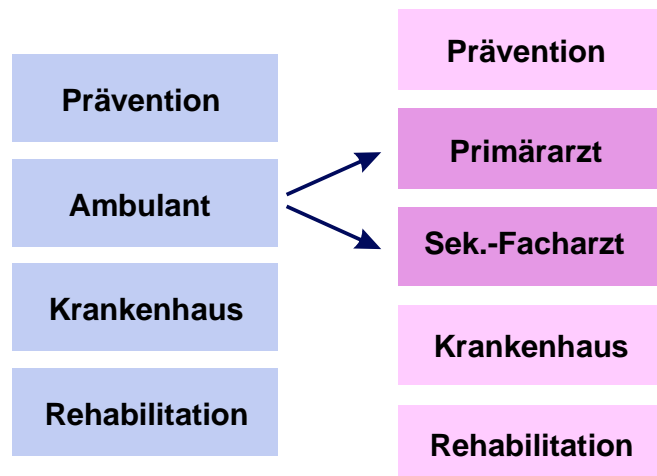 Prävention
Ambulant
Krankenhaus
Rehabilitation
Prävention
Primärarzt
Sek.-Facharzt
Krankenhaus
Rehabilitation